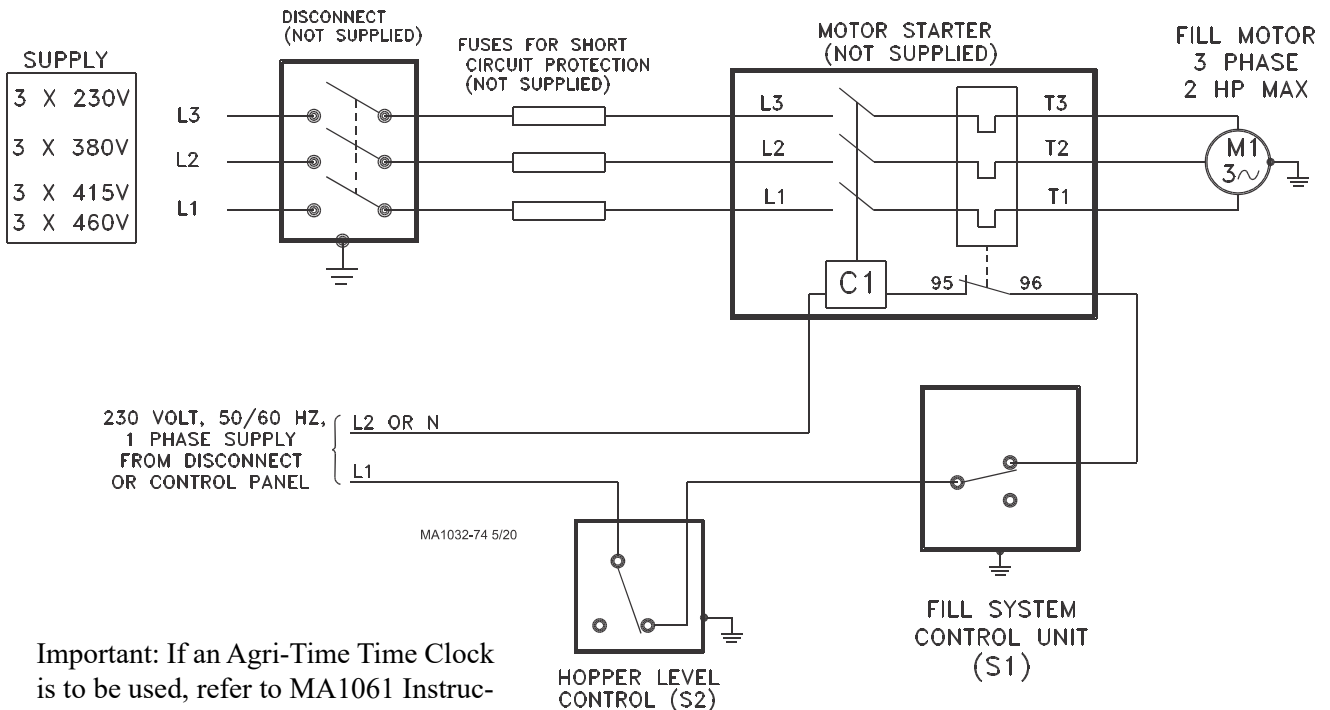 DISCONNECT
(NOT SUPPLIED)
FUSES FOR SHORT
CIRCUIT PROTECTION
(NOT SUPPLIED)
MOTOR STARTER
(NOT SUPPLIED)
FILL MOTOR
3 PHASE
2 HP MAX
SUPPLY
3 X 230V
3 X 380V
3 X 415V
3 X 460V
L3
L2
L1
L3
L2
L1
T3
T2
T1
M1
3~
C1
95
96
230 VOLT, 50/60 HZ,
1 PHASE SUPPLY
FROM DISCONNECT
OR CONTROL PANEL
L2 OR N
L1
MA1032-74 5/20
HOPPER LEVEL
CONTROL (S2)
FILL SYSTEM
CONTROL UNIT
(S1)
Important: If an Agri-Time Time Clock
is to be used, refer to MA1061 Instruc-